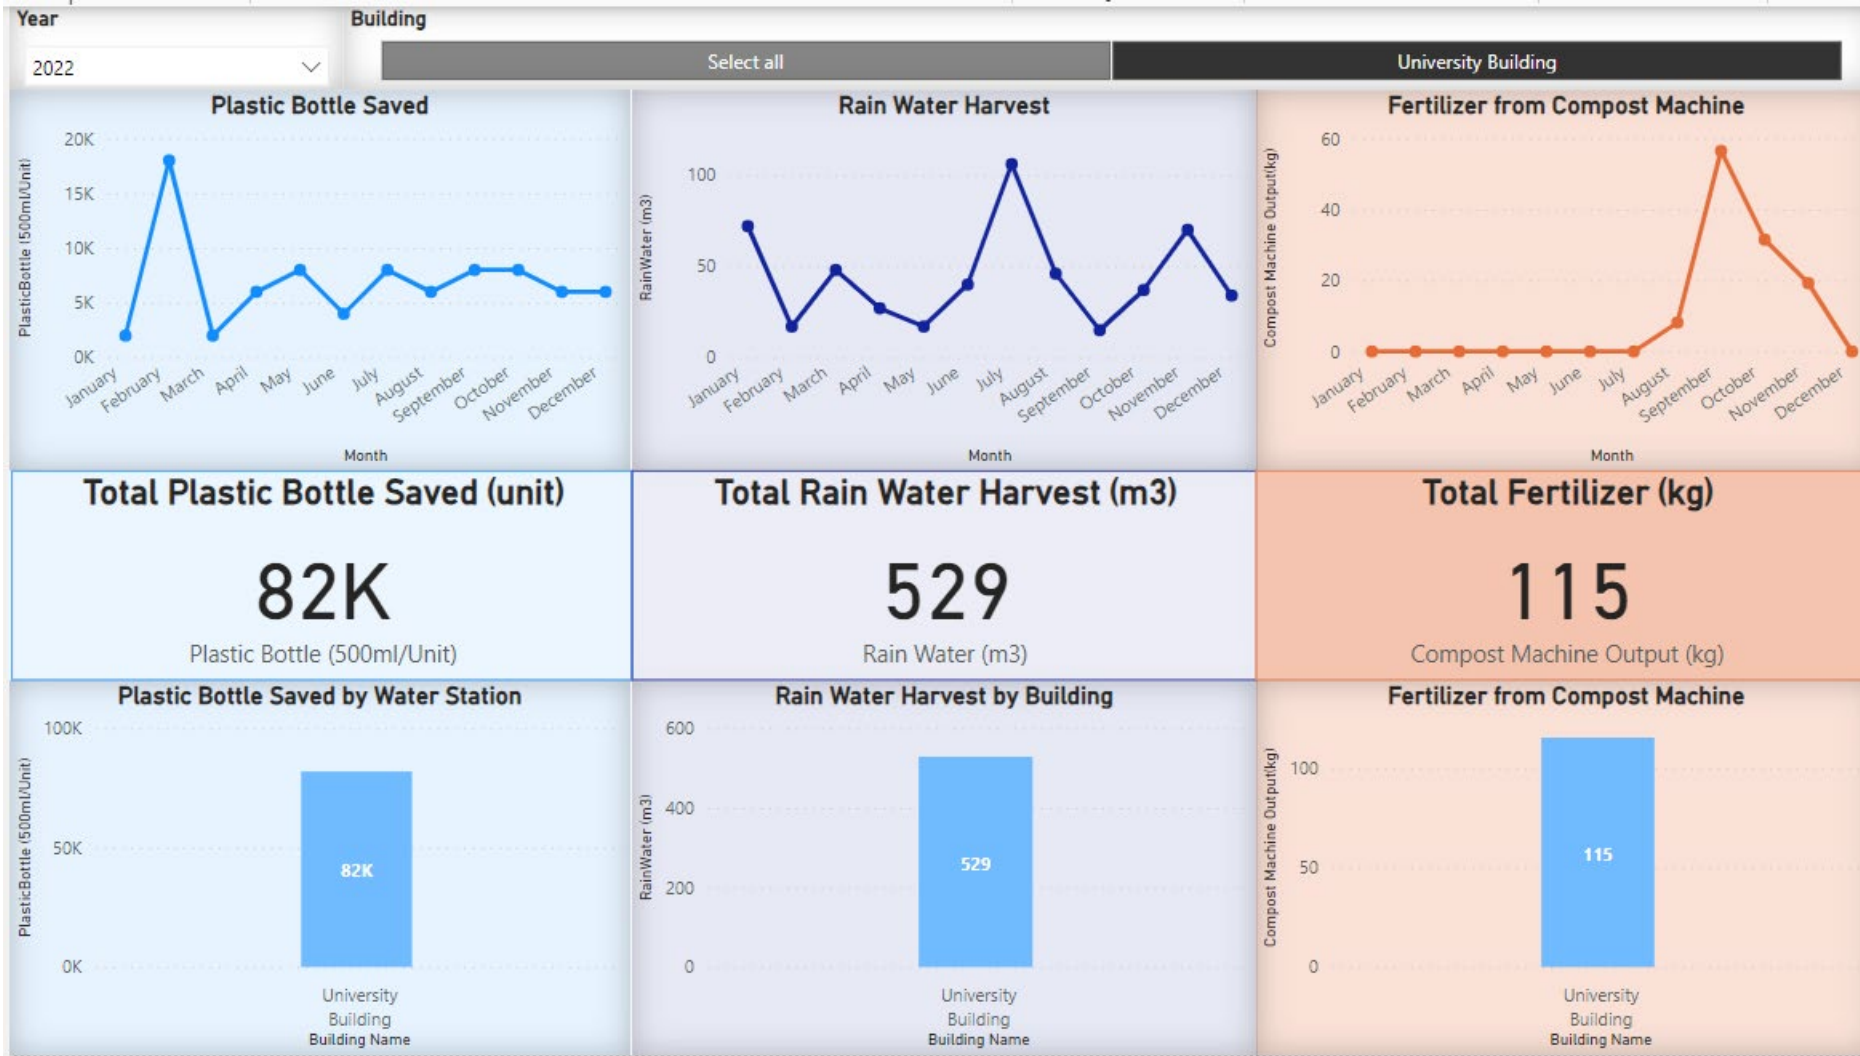 Year
Building
2022
Select all
University Building
Plastic Bottle Saved
PlasticBottle (500ml/Unit)
20K
15K
10K
5K
0K
January
February
March
April
May
June
July
August
September
October
November
December
Month
Rain Water Harvest
RainWater (m3)
100
50
0
January
February
March
April
May
June
July
August
September
October
November
December
Month
Fertilizer from Compost Machine
Compost Machine Output(kg)
60
40
20
0
January
February
March
April
May
June
July
August
September
October
November
December
Month
Total Plastic Bottle Saved (unit)
82K
Plastic Bottle (500ml/Unit)
Total Rain Water Harvest (m3)
529
Rain Water (m3)
Total Fertilizer (kg)
115
Compost Machine Output (kg)
Plastic Bottle Saved by Water Station
PlasticBottle (500ml/Unit)
100K
50K
0K
82K
University
Building
Building Name
Rain Water Harvest by Building
RainWater (m3)
600
400
200
0
529
University
Building
Building Name
Fertilizer from Compost Machine
Compost Machine Output(kg)
100
50
0
115
University
Building
Building Name